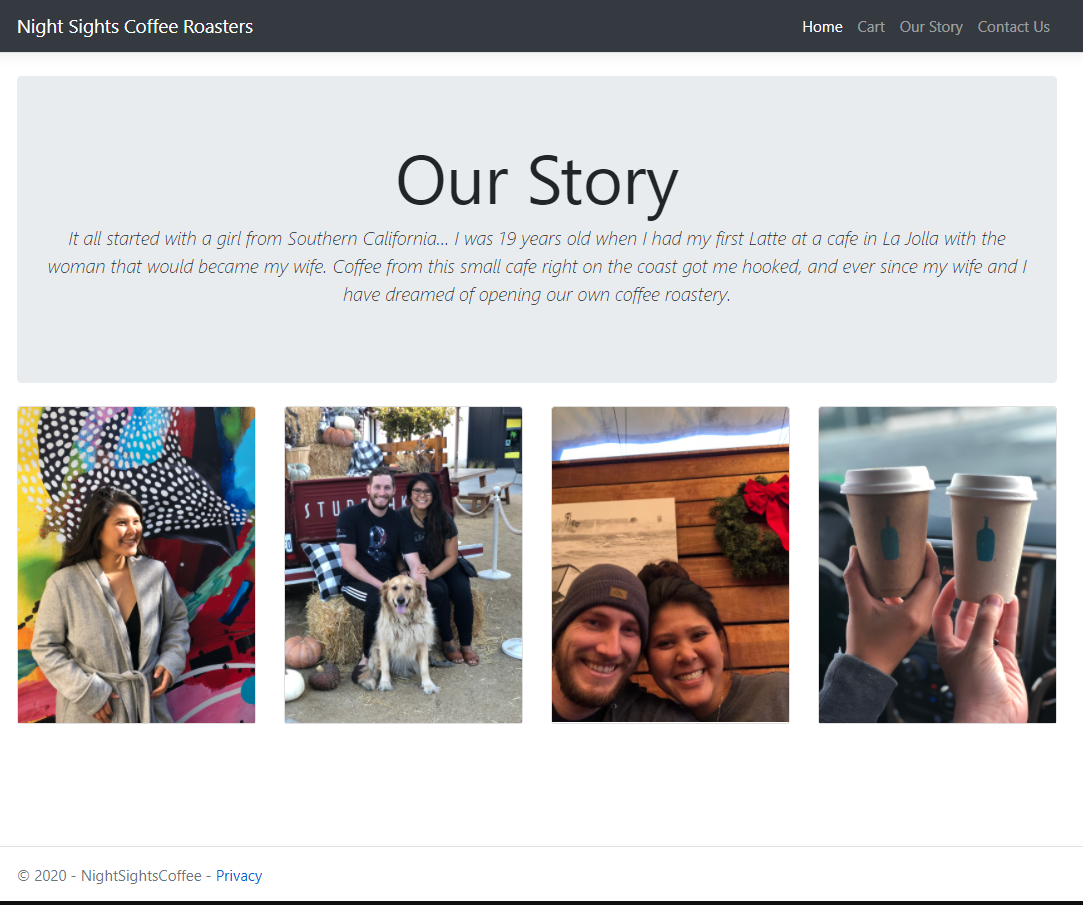 Night Sights Coffee Roasters
Home Cart Our Story Contact Us
Our Story
It all started with a girl from Southern California... I was 19 years old when I had my first Latte at a cafe in La Jolla with the
woman that would became my wife. Coffee from this small cafe right on the coast got me hooked, and ever since my wife and I
have dreamed of opening our own coffee roastery.
© 2020 - NightSightsCoffee - Privacy